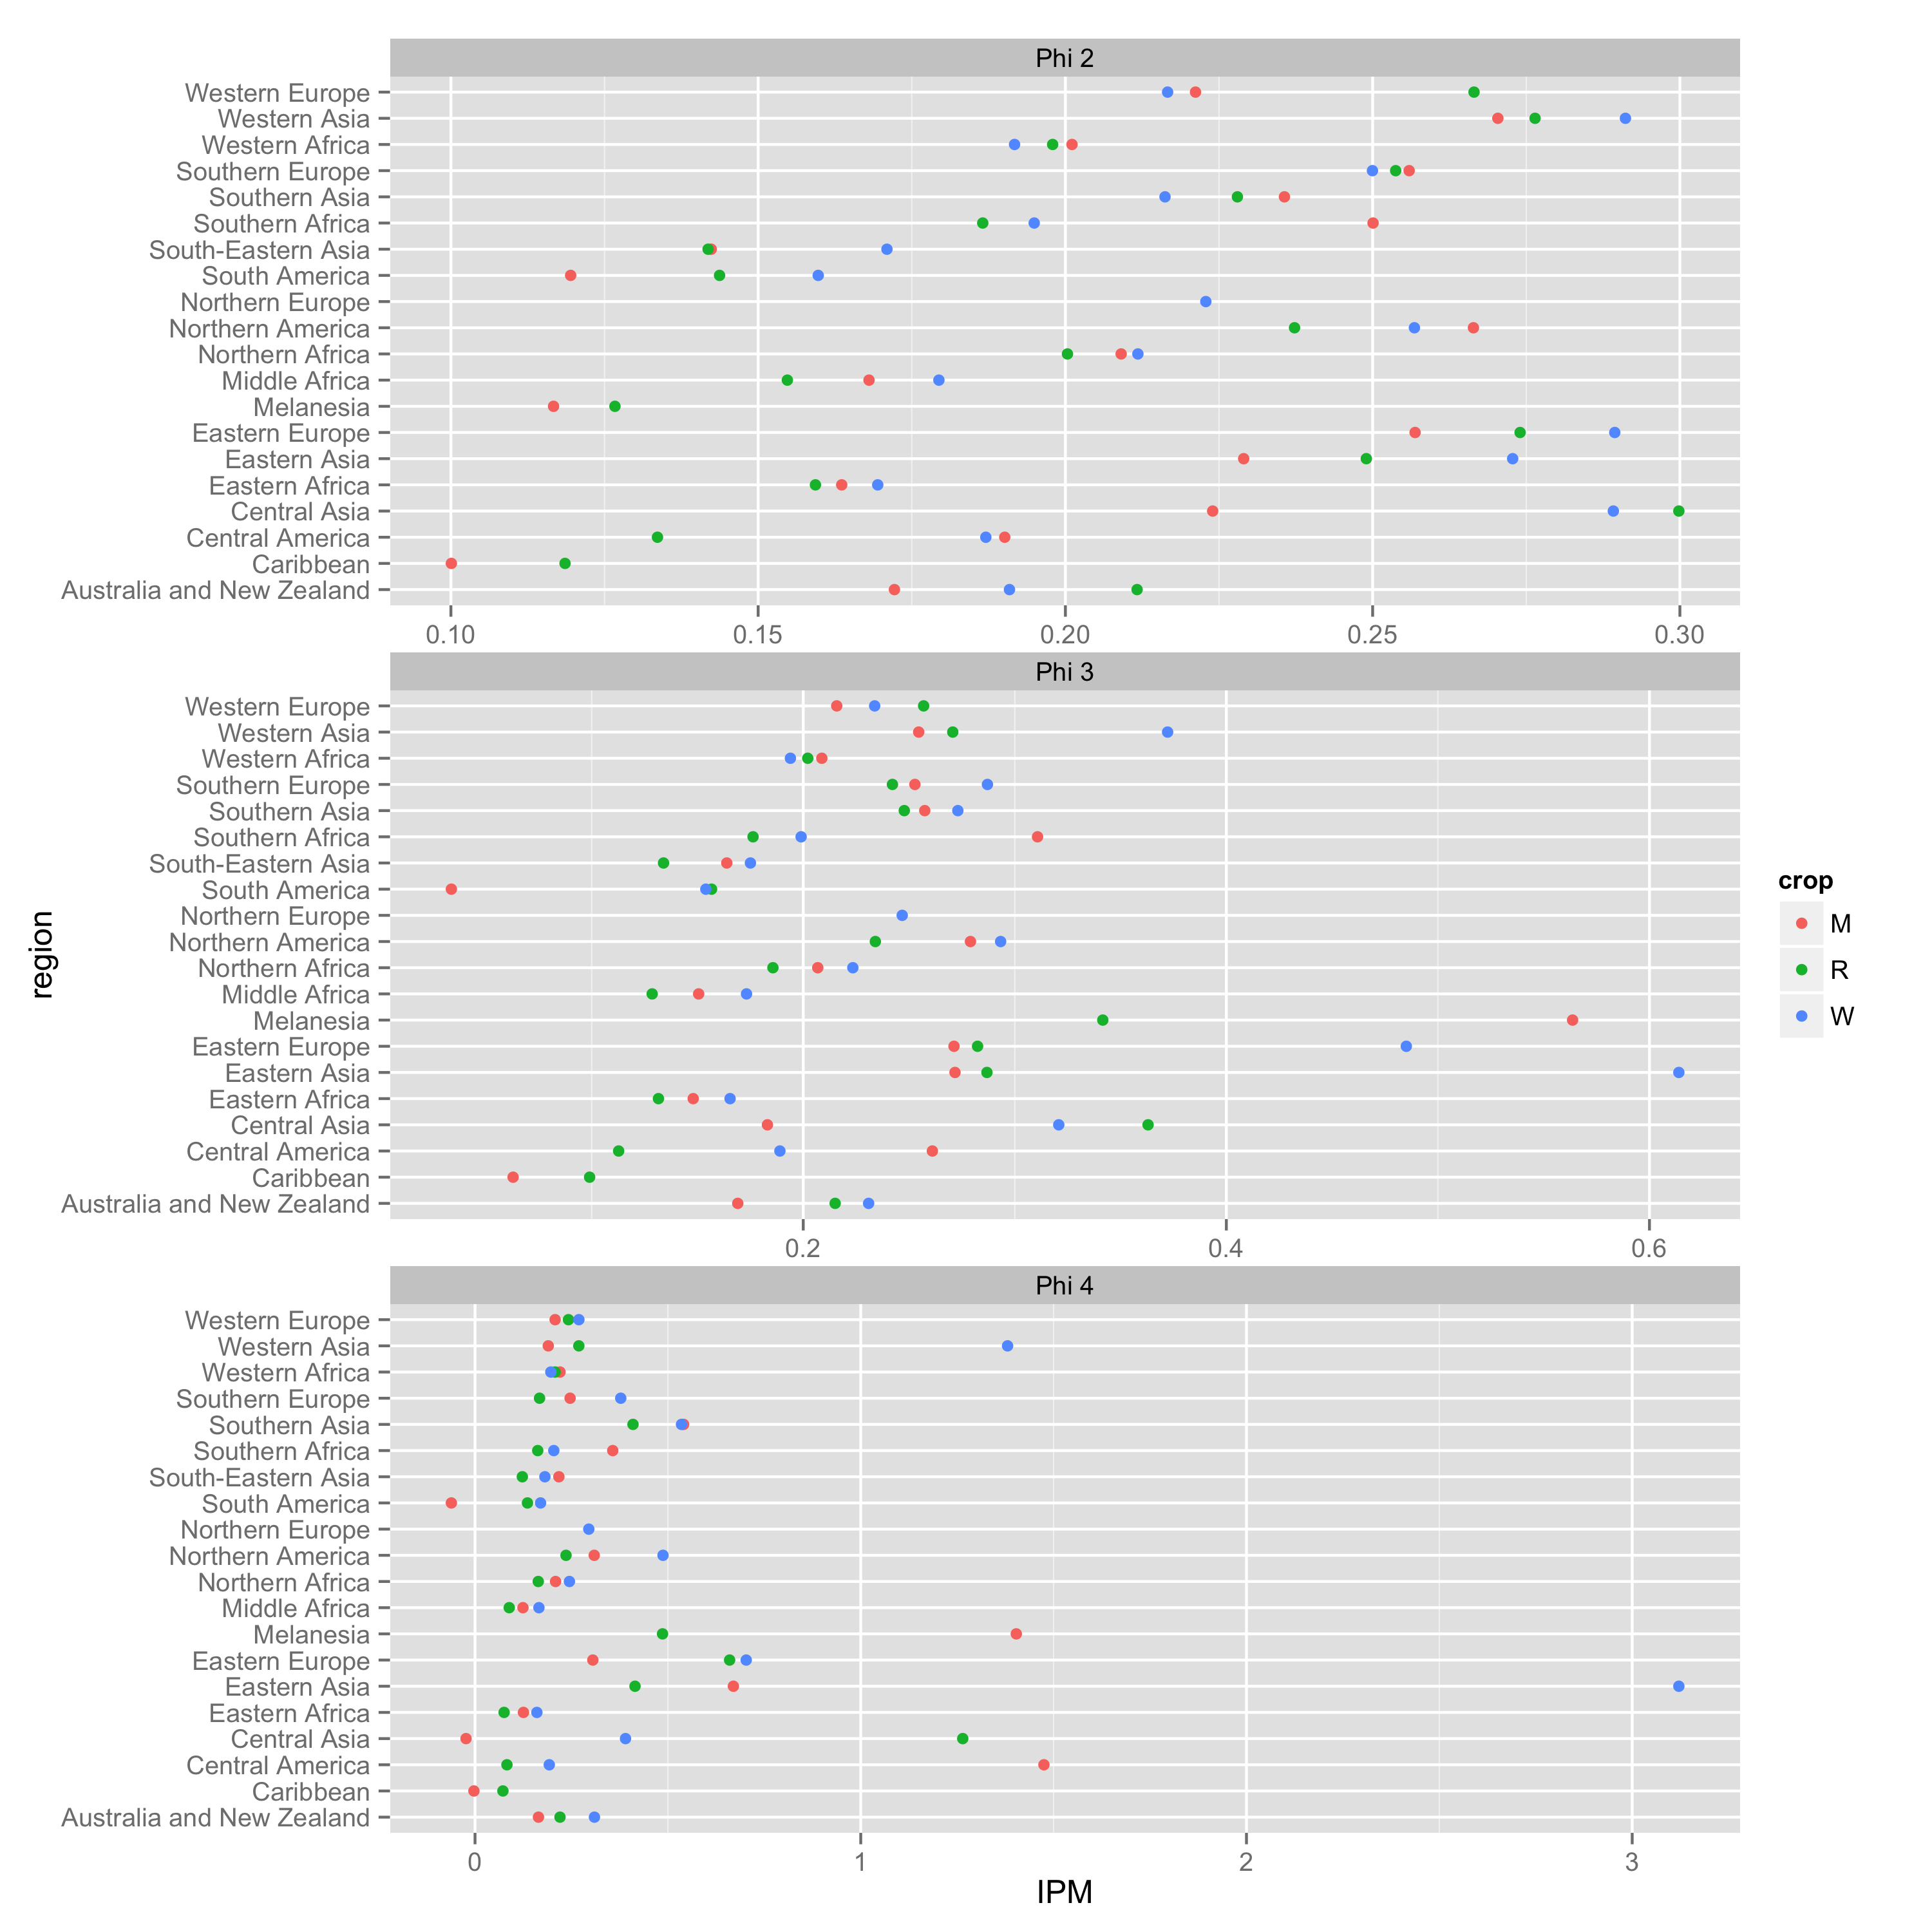 Phi 2
Western Europe
Western Asia
Western Africa
Southern Europe
Southern Asia
Southern Africa
South-Eastern Asia
South America
Northern Europe
Northern America
Northern Africa
Middle Africa
Melanesia
Eastern Europe
Eastern Asia
Eastern Africa
Central Asia
Central America
Caribbean
Australia and New Zealand
0.10 0.15 0.20 0.25 0.30
Phi 3
Western Europe
Western Asia
Western Africa
Southern Europe
Southern Asia
Southern Africa
South-Eastern Asia
South America
Northern Europe
Northern America
Northern Africa
Middle Africa
Melanesia
Eastern Europe
Eastern Asia
Eastern Africa
Central Asia
Central America
Caribbean
Australia and New Zealand
0.2 0.4 0.6
Phi 4
Western Europe
Western Asia
Western Africa
Southern Europe
Southern Asia
Southern Africa
South-Eastern Asia
South America
Northern Europe
Northern America
Northern Africa
Middle Africa
Melanesia
Eastern Europe
Eastern Asia
Eastern Africa
Central Asia
Central America
Caribbean
Australia and New Zealand
0 1 2 3
IPM
region
crop
M
R
W